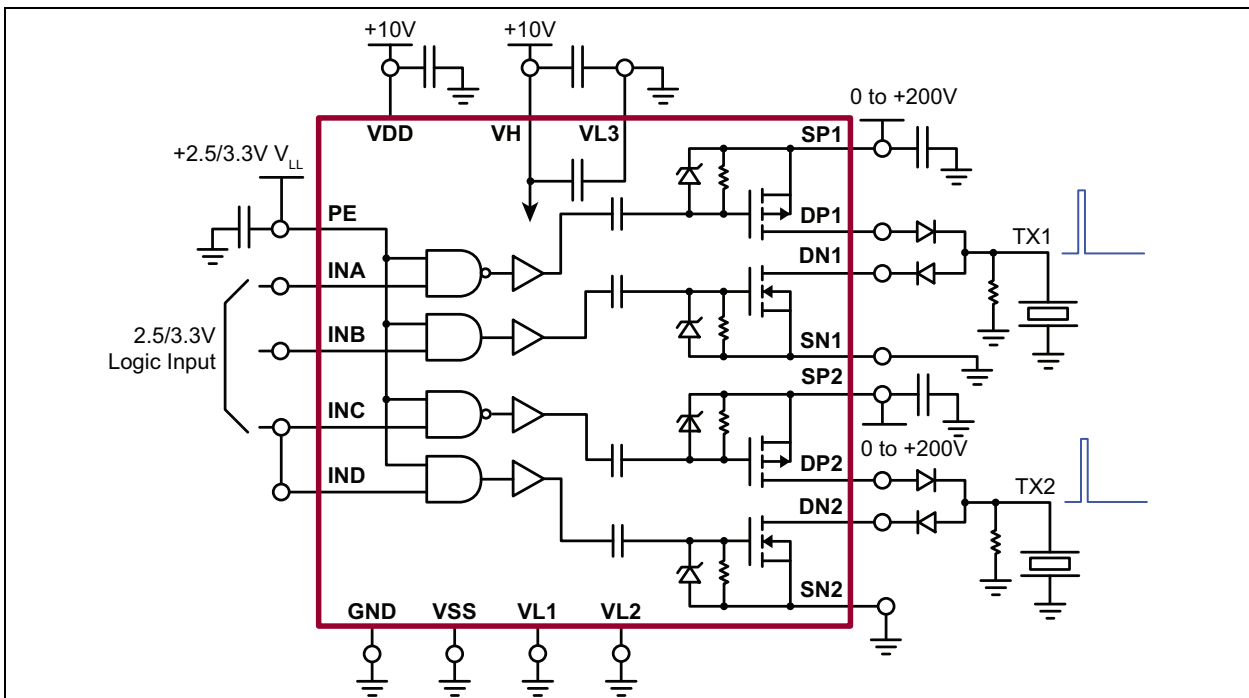 +10V
+10V
0 to +200V
VDD
VH
VL3
SP1
+2.5/3.3V VLL
PE
DP1
TX1
DN1
INA
2.5/3.3V
Logic Input
INB
SN1
SP2
INC
0 to +200V
IND
DP2
TX2
DN2
SN2
GND
VSS
VL1
VL2